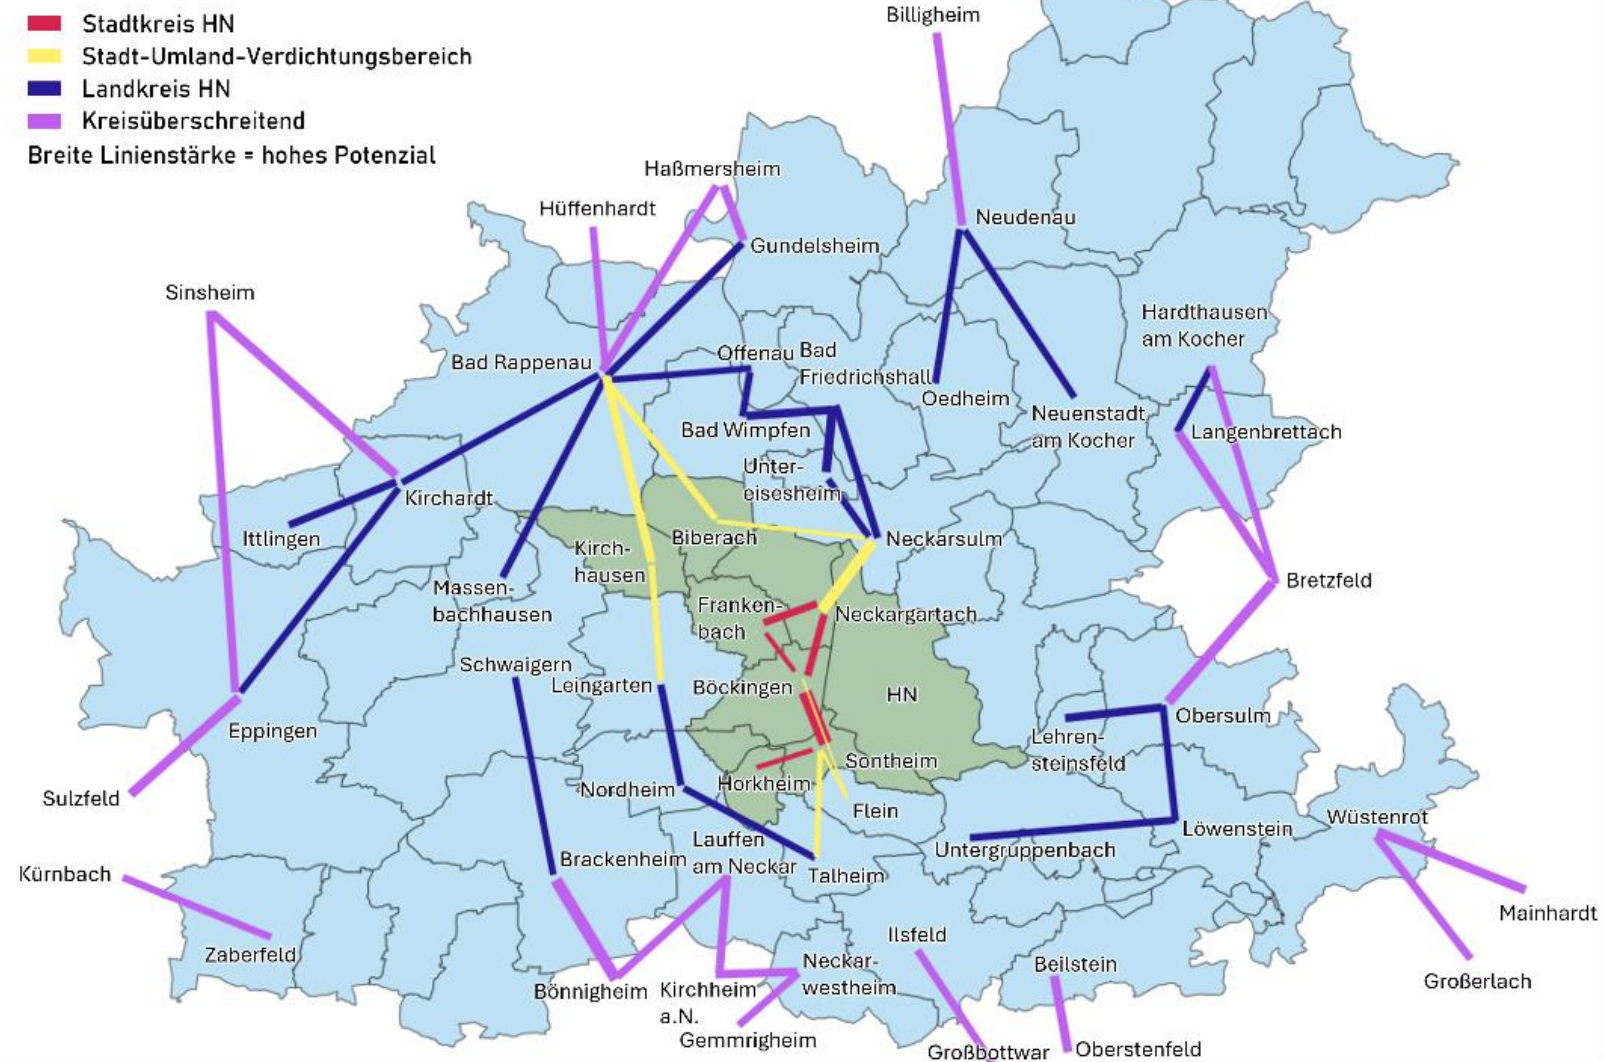 Stadtkreis HN
Stadt-Umland-Verdichtungsbereich
Landkreis HN
Kreisüberschreitend
Breite Linienstärke = hohes Potenzial
Billigheim
Haßmersheim
Hüffenhardt
Neudenau
Gundelsheim
Sinsheim
Hardthausen
am Kocher
Bad Rappenau
Offenau
Bad
Friedrichshall
Oedheim
Neuenstadt
am Kocher
Bad Wimpfen
Langenbrettach
Unter-
eisesheim
Kirchardt
Ittlingen
Biberach
Neckarsulm
Kirch-
hausen
Massen-
bachhausen
Bretzfeld
Franken-
bach
Neckargartach
Schwaigern
Leingarten
Böckingen
HN
Obersulm
Eppingen
Lehren-
steinsfeld
Sontheim
Horkheim
Nordheim
Sulzfeld
Flein
Wüstenrot
Löwenstein
Lauffen
am Neckar
Untergruppenbach
Brackenheim
Talheim
Kürnbach
Mainhardt
Zaberfeld
Ilsfeld
Neckar-
westheim
Beilstein
Großerlach
Bönnigheim
Kirchheim
a.N.
Gemmrigheim
Großbottwar
Oberstenfeld